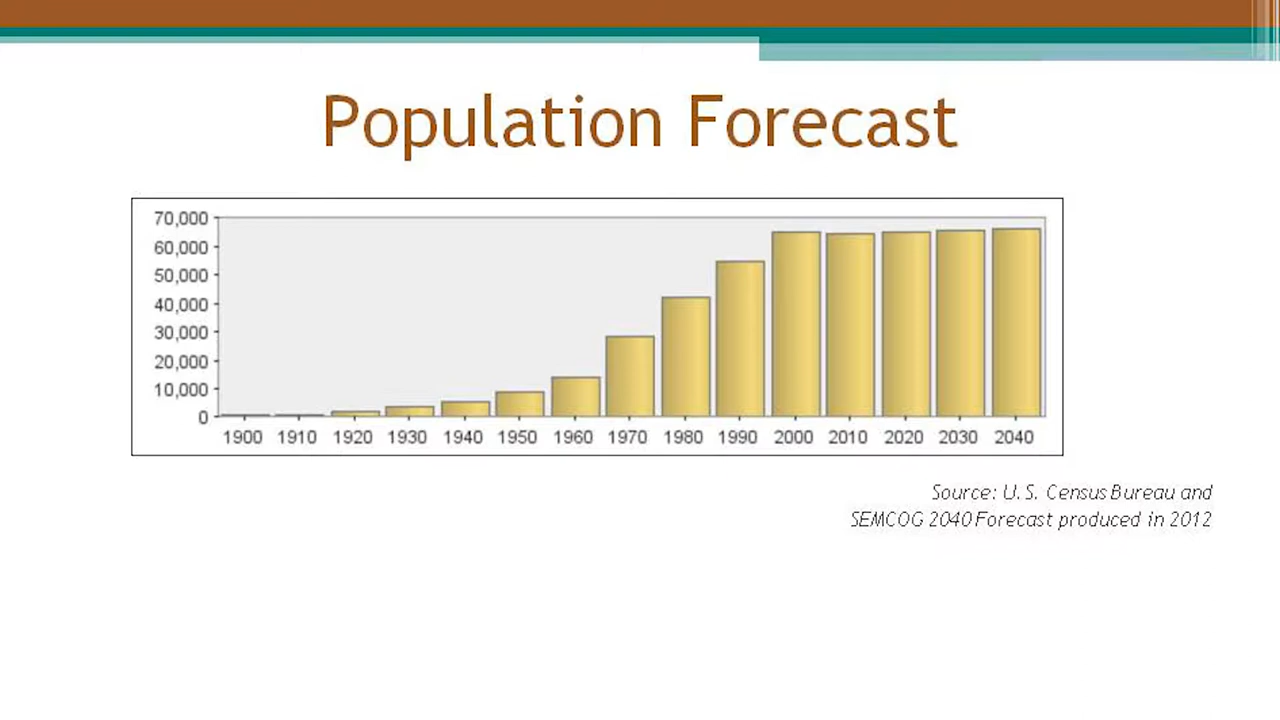 Population Forecast
70,000
60,000
50,000
40,000
30,000
20,000
10,000
0
1900 1910 1920 1930 1940 1950 1960 1970 1980 1990 2000 2010 2020 2030 2040
Source: U.S. Census Bureau and
SEMCOG 2040 Forecast produced in 2012